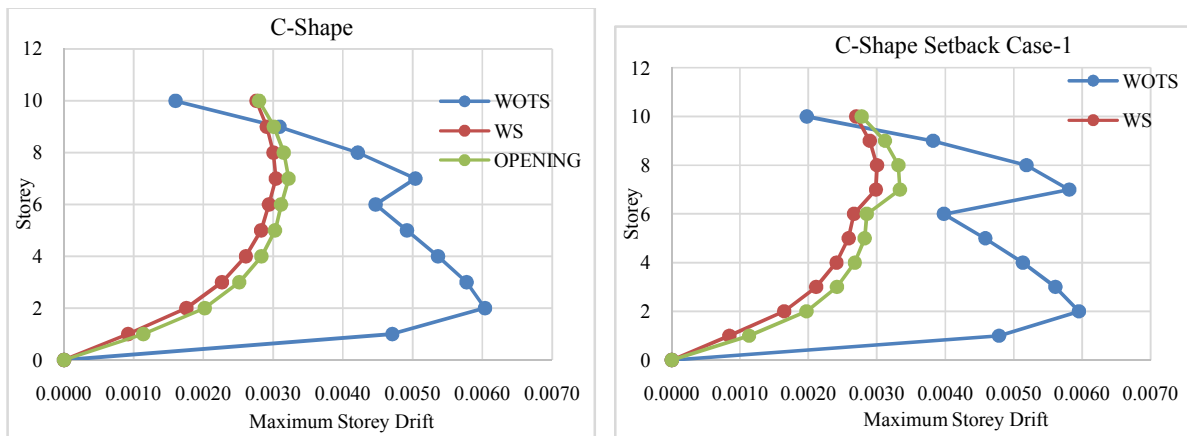 C-Shape
12
10
8
6
4
2
0
Storey
WOTS
WS
OPENING
0.0000 0.0010 0.0020 0.0030 0.0040 0.0050 0.0060 0.0070
Maximum Storey Drift
C-Shape Setback Case-1
12
10
8
6
4
2
0
Storey
WOTS
WS
0.0000 0.0010 0.0020 0.0030 0.0040 0.0050 0.0060 0.0070
Maximum Storey Drift